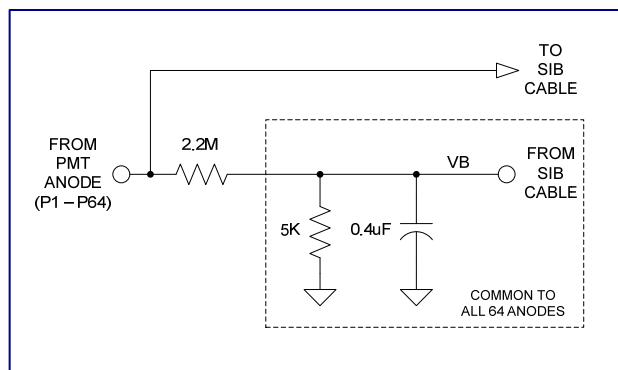 TO
SIB
CABLE
FROM
PMT
ANODE
(P1 – P64)
2.2M
VB
FROM
SIB
CABLE
5K
0.4uF
COMMON TO
ALL 64 ANODES